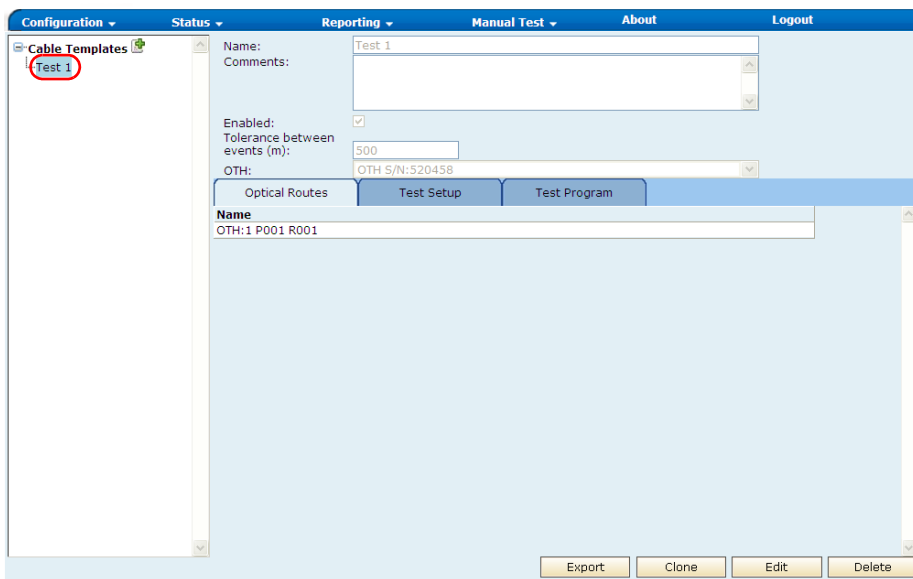 Configuration Status Reporting Manual Test About Logout
Cable Templates
Test 1
Name: Test 1
Comments:
Enabled:
Tolerance between
events (m): 500
OTH: OTH S/N:520458
Optical Routes Test Setup Test Program
Name
OTH:1 P001 R001
Export Clone Edit Delete